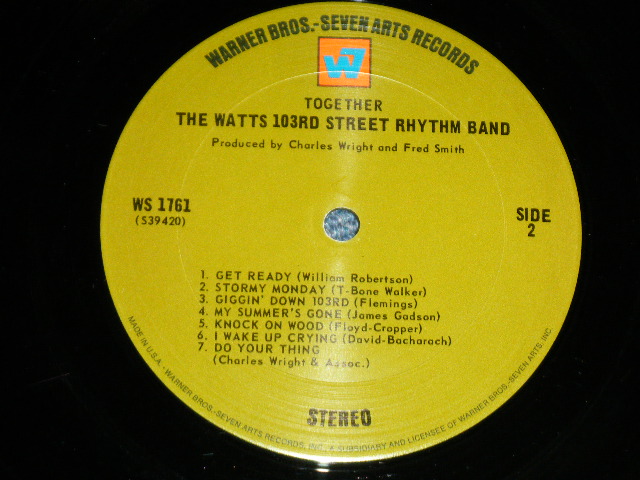 WARNER BROS.-SEVEN ARTS RECORDS
W7
TOGETHER
THE WATTS 103RD STREET RHYTHM BAND
Produced by Charles Wright and Fred Smith
WS 1761
(S39420)
SIDE
2
1. GET READY (William Robertson)
2. STORMY MONDAY (T-Bone Walker)
3. GIGGIN' DOWN 103RD (Flemings)
4. MY SUMMER'S GONE (James Gadson)
5. KNOCK ON WOOD (Floyd-Cropper)
6. I WAKE UP CRYING (David-Bacharach)
7. DO YOUR THING
(Charles Wright & Assoc.)
STEREO
MADE IN U.S.A. - WARNER BROS.-SEVEN ARTS RECORDS, INC., A SUBSIDIARY AND LICENSEE OF WARNER BROS.-SEVEN ARTS, INC.